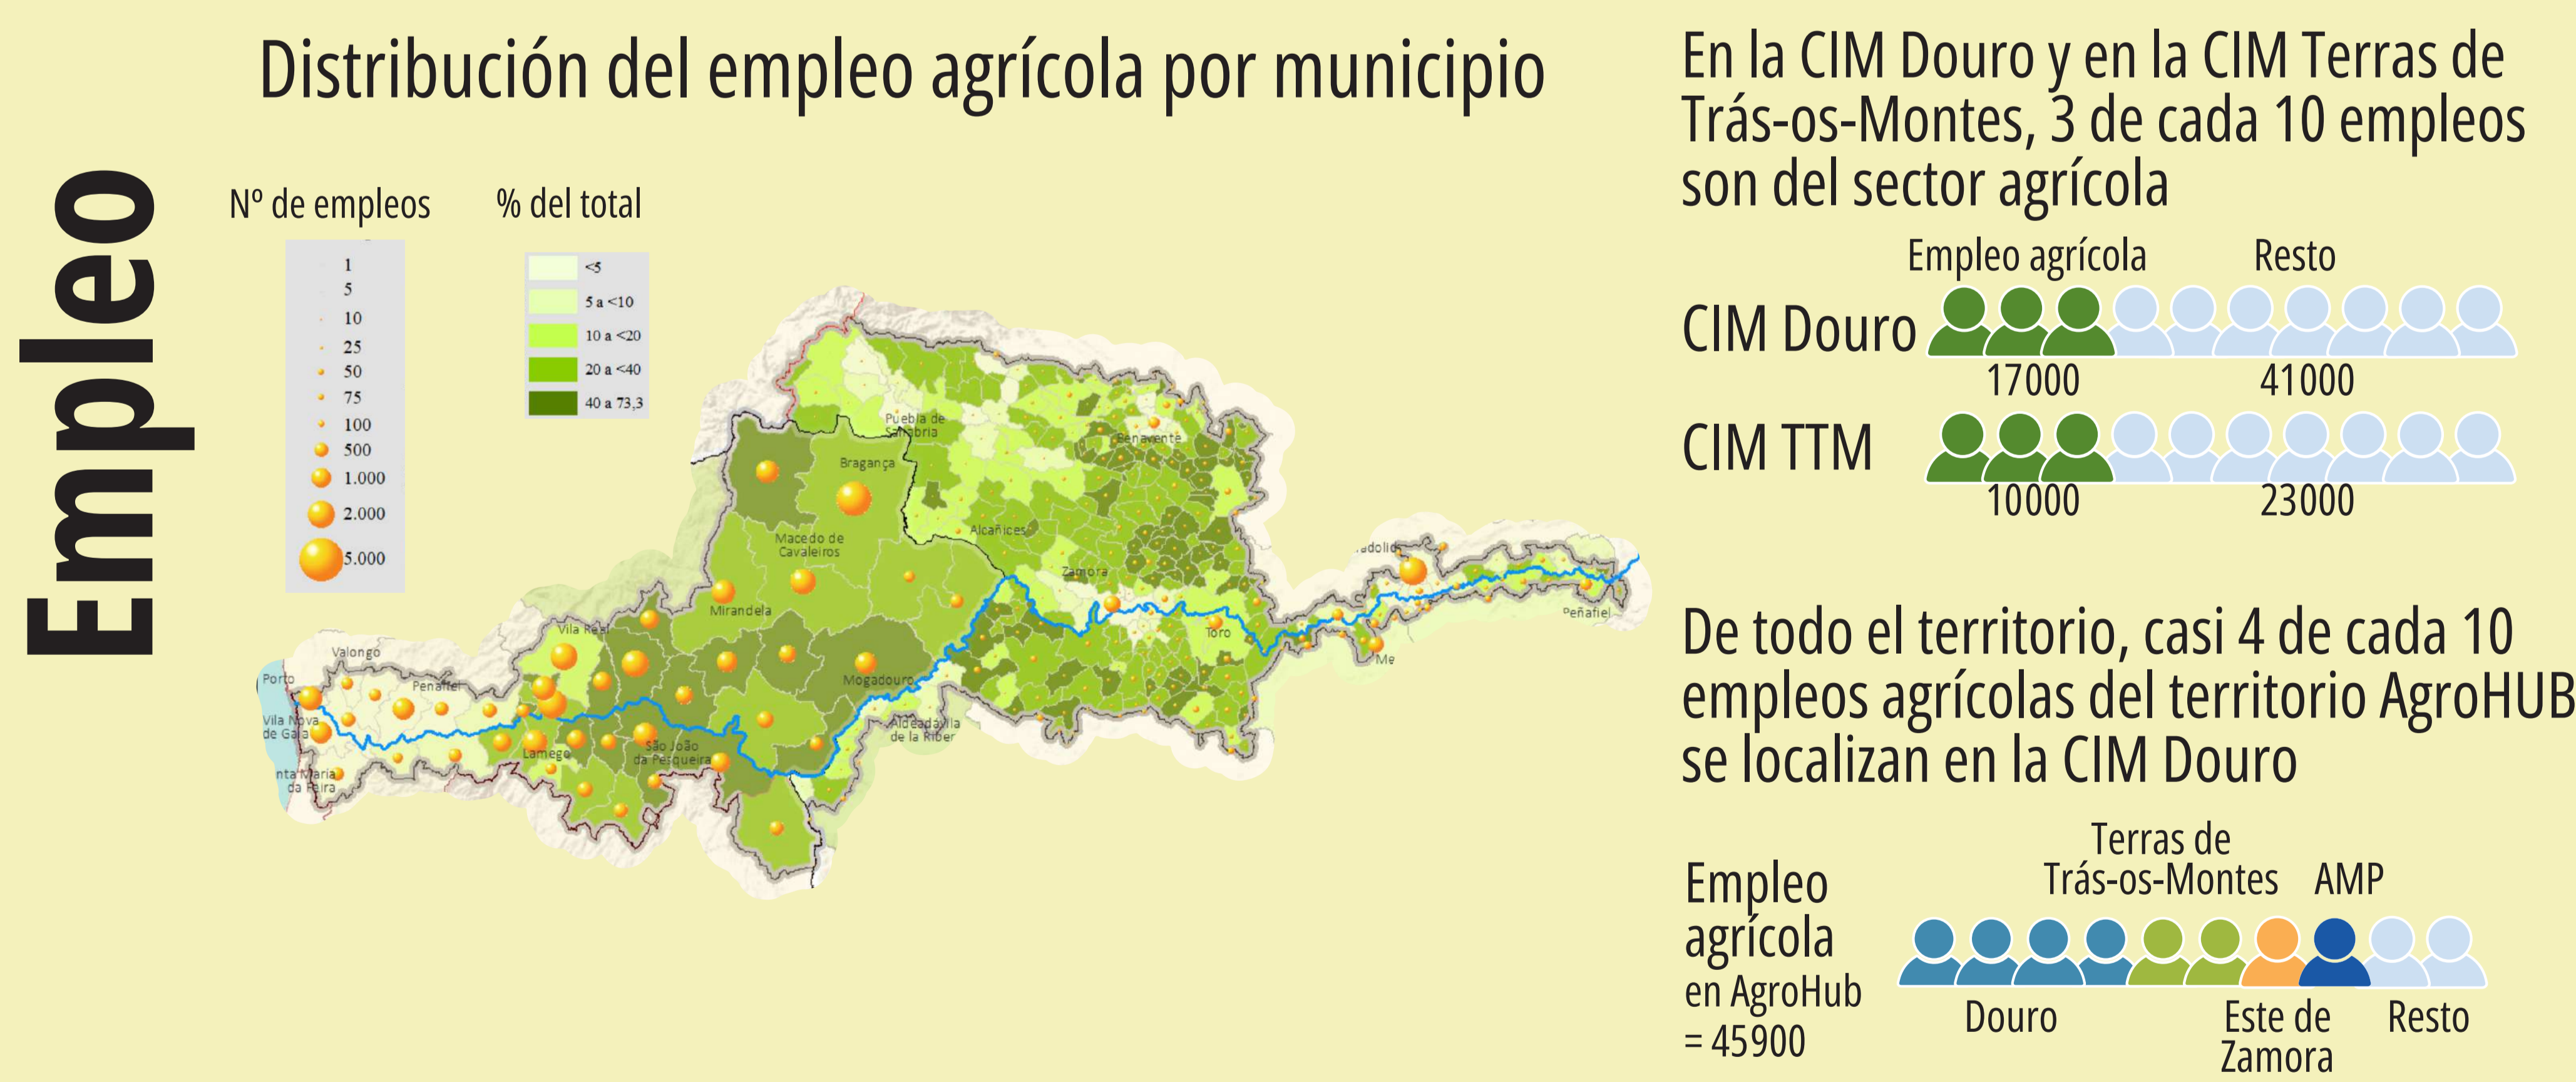 Empleo
Distribución del empleo agrícola por municipio
Nº de empleos
1
5
10
25
50
75
100
500
1.000
2.000
5.000
% del total
<5
5 a <10
10 a <20
20 a <40
40 a 73,3
Puebla de
Sanabria
Benavente
Bragança
Alcañices
Macedo de
Cavaleiros
Zamora
Mirandela
Toro
Peñafiel
Vila Real
Valongo
Porto
Penafiel
Mogadouro
Vila Nova
de Gaia
Aldeadávila
de la Riber
Lamego
São João
da Pesqueira
nta Maria
da Feira
adolid
Me
En la CIM Douro y en la CIM Terras de
Trás-os-Montes, 3 de cada 10 empleos
son del sector agrícola
Empleo agrícola Resto
CIM Douro
17000 41000
CIM TTM
10000 23000
De todo el territorio, casi 4 de cada 10
empleos agrícolas del territorio AgroHUB
se localizan en la CIM Douro
Empleo
agrícola
en AgroHub
= 45900
Terras de
Trás-os-Montes AMP
Douro
Este de
Zamora
Resto